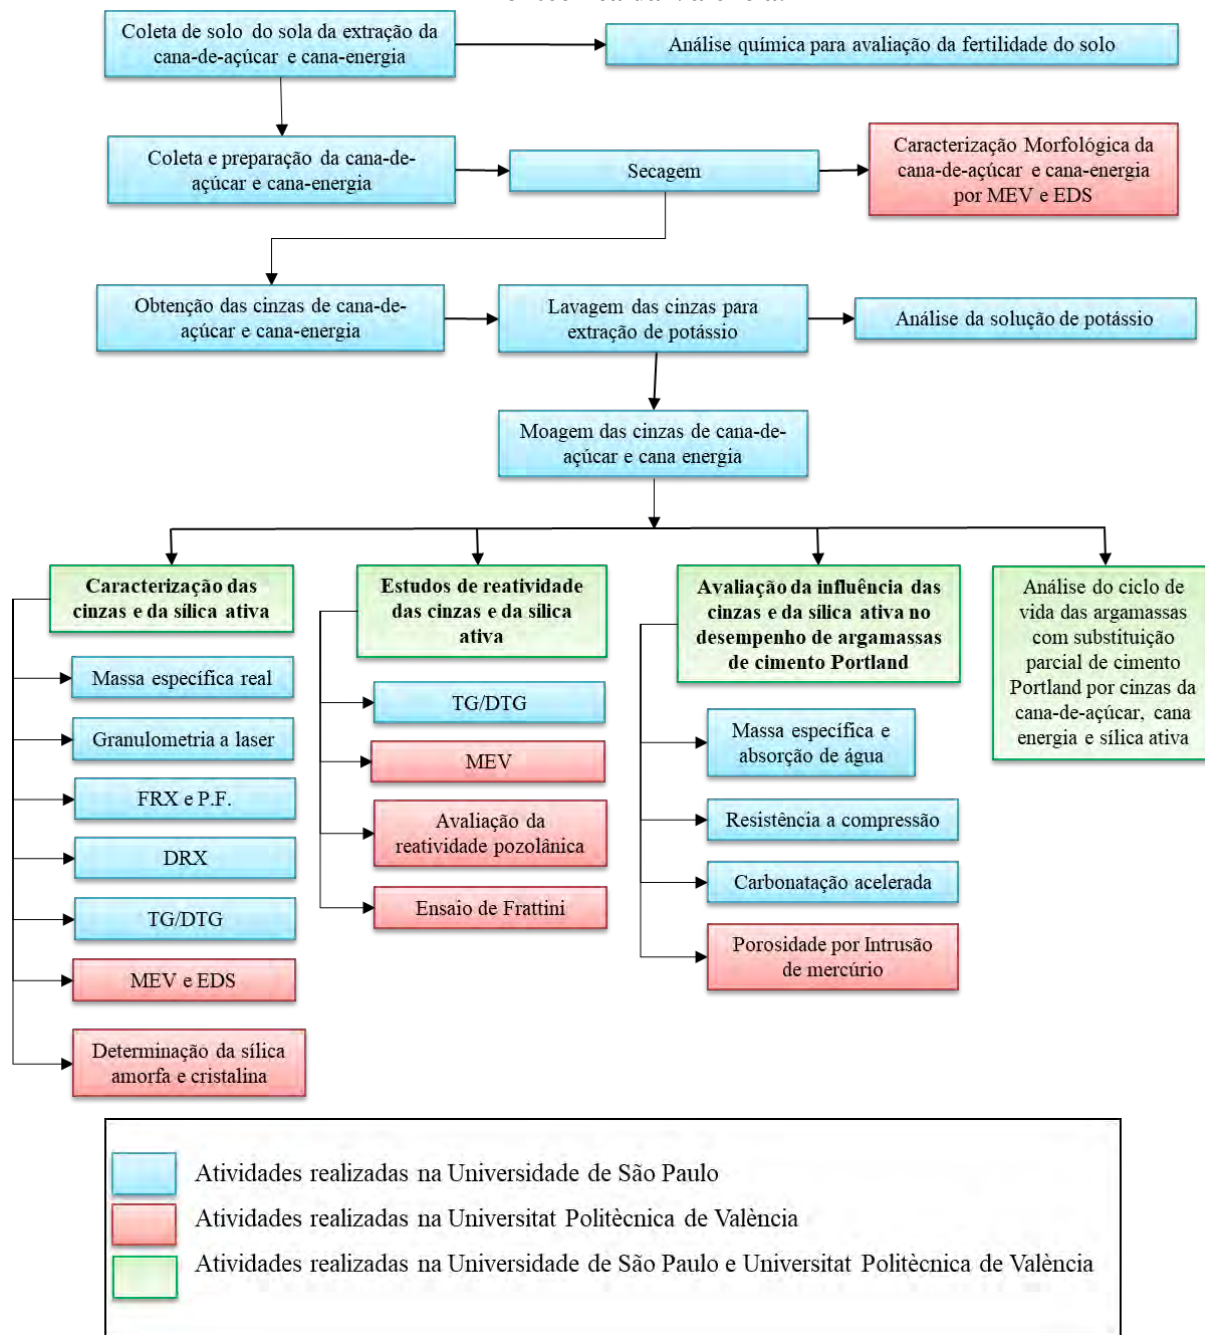 Coleta de solo do sola da extração da
cana-de-açúcar e cana-energia
Análise química para avaliação da fertilidade do solo
Coleta e preparação da cana-de-
açúcar e cana-energia
Secagem
Caracterização Morfológica da
cana-de-açúcar e cana-energia
por MEV e EDS
Obtenção das cinzas de cana-de-
açúcar e cana-energia
Lavagem das cinzas para
extração de potássio
Análise da solução de potássio
Moagem das cinzas de cana-de-
açúcar e cana energia
Caracterização das
cinzas e da sílica ativa
Massa específica real
Granulometria a laser
FRX e P.F.
DRX
TG/DTG
MEV e EDS
Determinação da sílica
amorfa e cristalina
Estudos de reatividade
das cinzas e da sílica
ativa
TG/DTG
MEV
Avaliação da
reatividade pozolânica
Ensaio de Frattini
Avaliação da influência das
cinzas e da sílica ativa no
desempenho de argamassas
de cimento Portland
Massa específica e
absorção de água
Resistência a compressão
Carbonatação acelerada
Porosidade por Intrusão
de mercúrio
Análise do ciclo de
vida das argamassas
com substituição
parcial de cimento
Portland por cinzas da
cana-de-açúcar, cana
energia e sílica ativa
Atividades realizadas na Universidade de São Paulo
Atividades realizadas na Universitat Politècnica de València
Atividades realizadas na Universidade de São Paulo e Universitat Politècnica de València